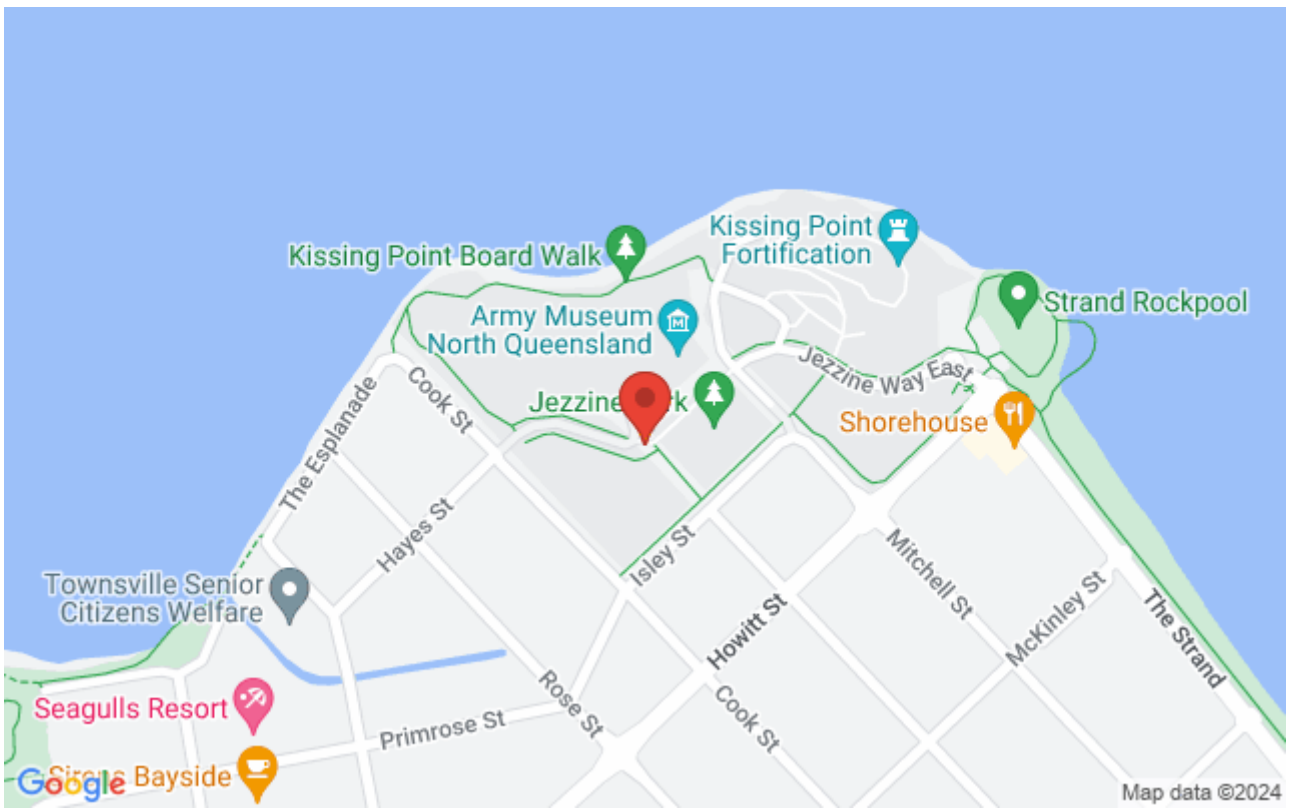 Kissing Point
Fortification
Kissing Point Board Walk
Strand Rockpool
Army Museum
North Queensland
Jezzine Way East
The Esplanade
Cook St
Shorehouse
Hayes St
Isley St
Mitchell St
Townsville Senior
Citizens Welfare
McKinley St
Howitt St
The Strand
Seagulls Resort
Rose St
Cook St
Primrose St
Bayside
Google
Map data ©2024